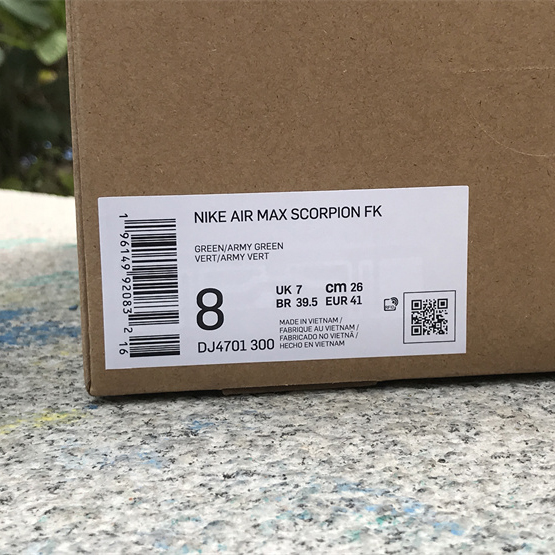 NIKE AIR MAX SCORPION FK
GREEN/ARMY GREEN
VERT/ARMY VERT
8
UK 7 cm 26
BR 39.5 EUR 41
DJ4701 300
MADE IN VIETNAM /
FABRIQUE AU VIETNAM /
FABRICADO NO VIETNÃ /
HECHO EN VIETNAM
1 96149 92083 2 16